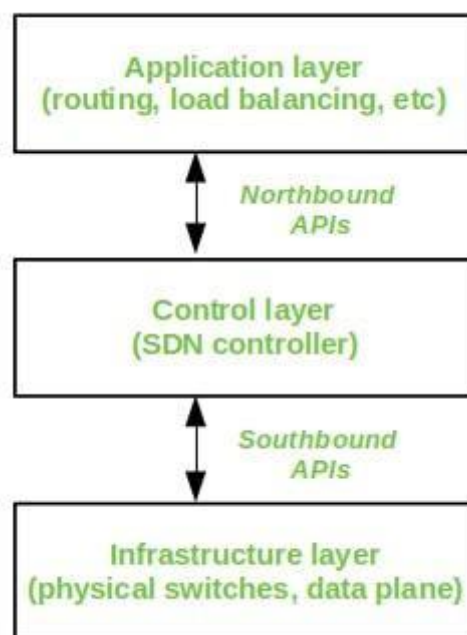 Application layer
(routing, load balancing, etc)
Northbound
APIs
Control layer
(SDN controller)
Southbound
APIs
Infrastructure layer
(physical switches, data plane)